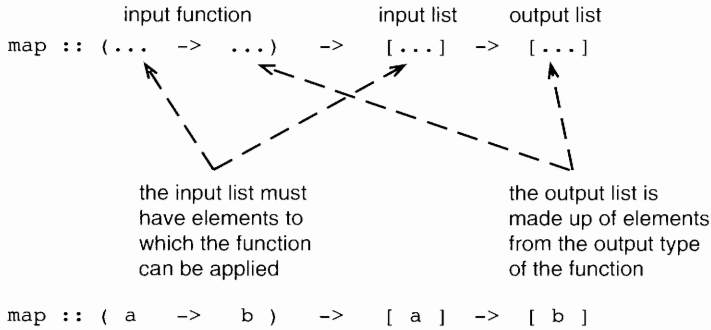 input function input list output list
map :: (... -> ...) -> [...] -> [...]
the input list must
have elements to
which the function
can be applied
the output list is
made up of elements
from the output type
of the function
map :: ( a -> b ) -> [ a ] -> [ b ]